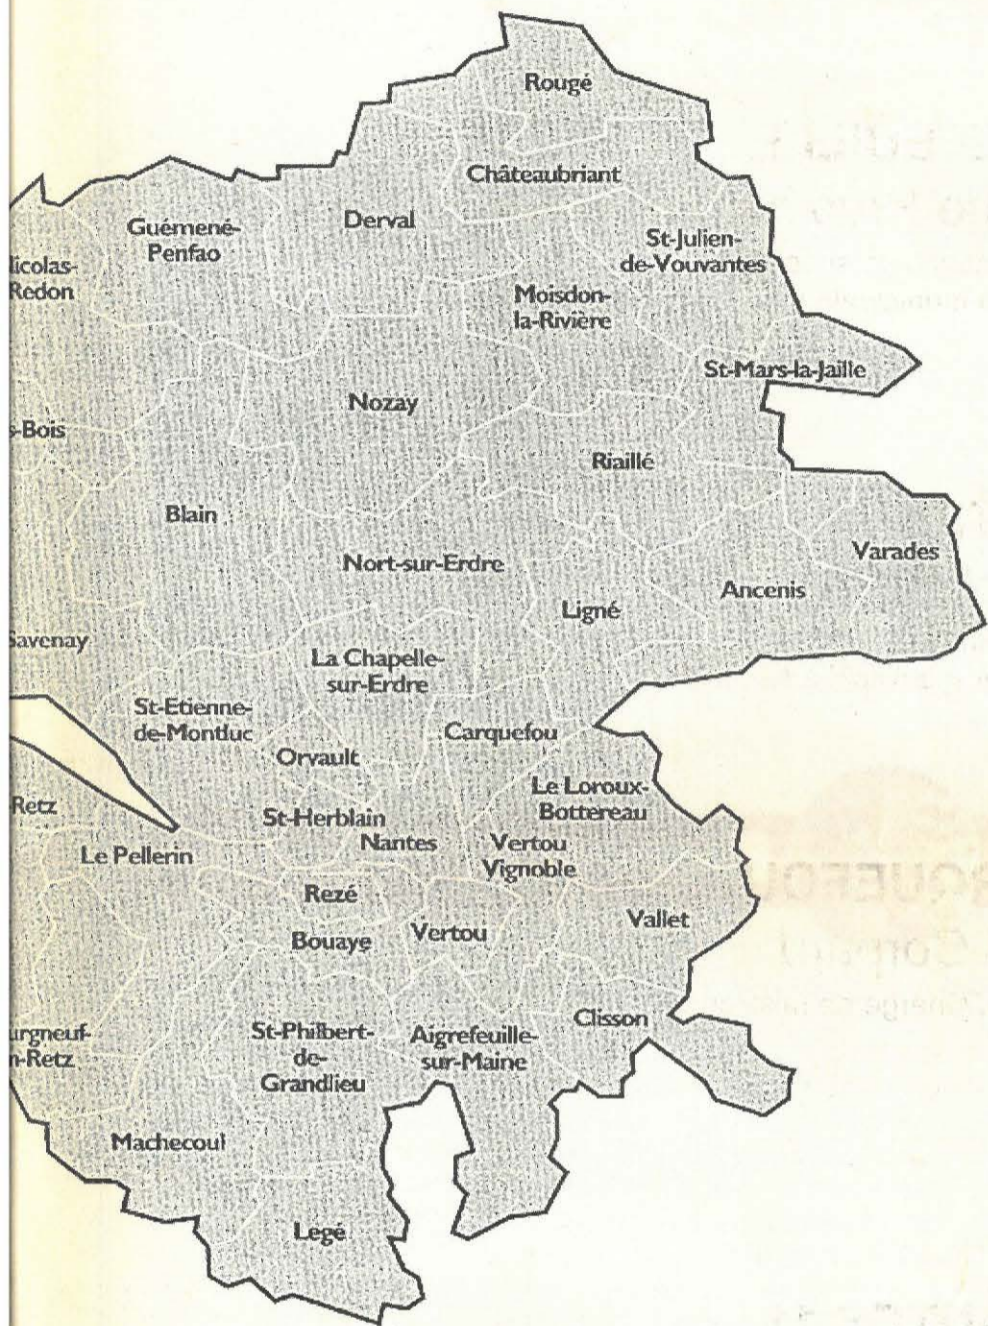 Rougé
Châteaubriant
Derval
Guémené-
Penfao
St-Julien-
de-Vouvantes
icolas-
Redon
Moisdon-
la-Rivière
St-Mars-la-Jaille
Nozay
s-Bois
Riaillé
Blain
Varades
Nort-sur-Erdre
Ancenis
Ligné
Savenay
La Chapelle-
sur-Erdre
St-Etienne-
de-Montluc
Carquefou
Orvault
Le Loroux-
Bottereau
-Retz
St-Herblain
Nantes
Vertou
Vignoble
Le Pellerin
Rezé
Vallet
Bouaye
Vertou
Clisson
urgneuf-
n-Retz
St-Philbert-
de-
Grandlieu
Aigrefeuille-
sur-Maine
Machecoul
Legé